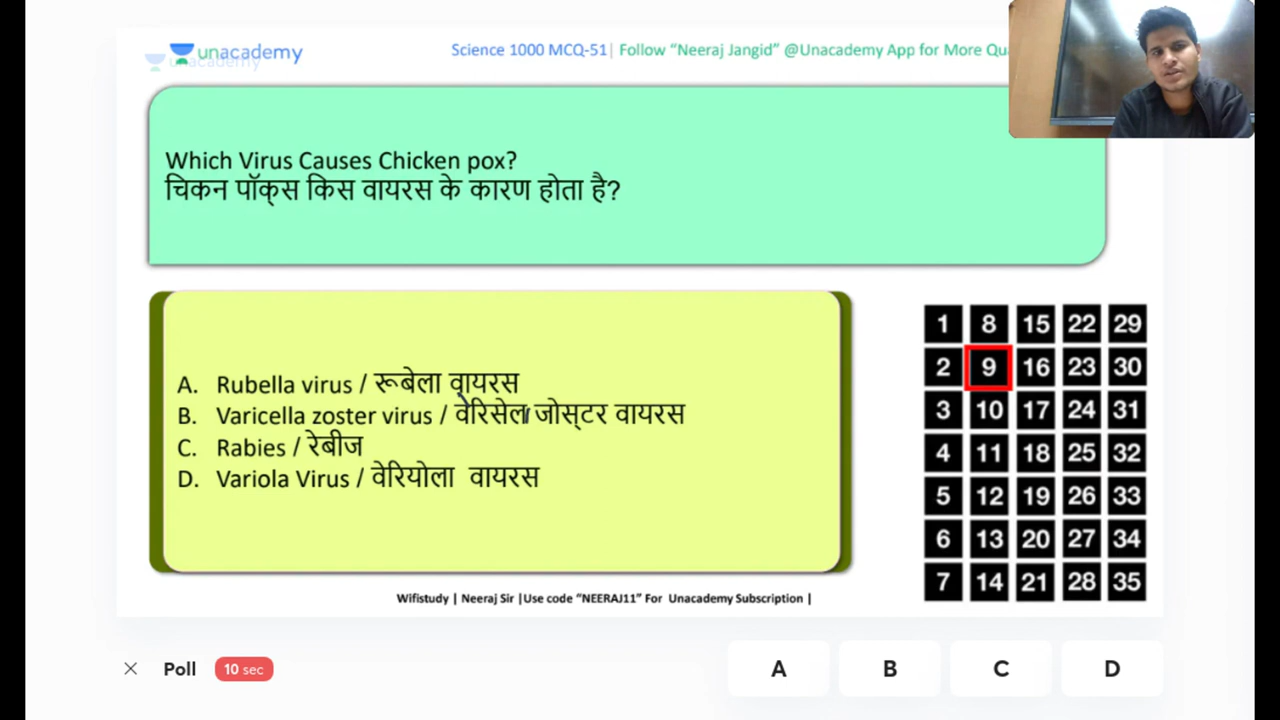 unacademy
Science 1000 MCQ-51| Follow “Neeraj Jangid” @Unacademy App for More Qu
Which Virus Causes Chicken pox?
चिकन पॉक्स किस वायरस के कारण होता है?
A. Rubella virus / रूबेला वायरस
B. Varicella zoster virus / वेरिसेला जोस्टर वायरस
C. Rabies / रेबीज
D. Variola Virus / वेरियोला वायरस
1 8 15 22 29
2 9 16 23 30
3 10 17 24 31
4 11 18 25 32
5 12 19 26 33
6 13 20 27 34
7 14 21 28 35
Wifistudy | Neeraj Sir |Use code “NEERAJ11” For Unacademy Subscription |
Poll 10 sec A B C D